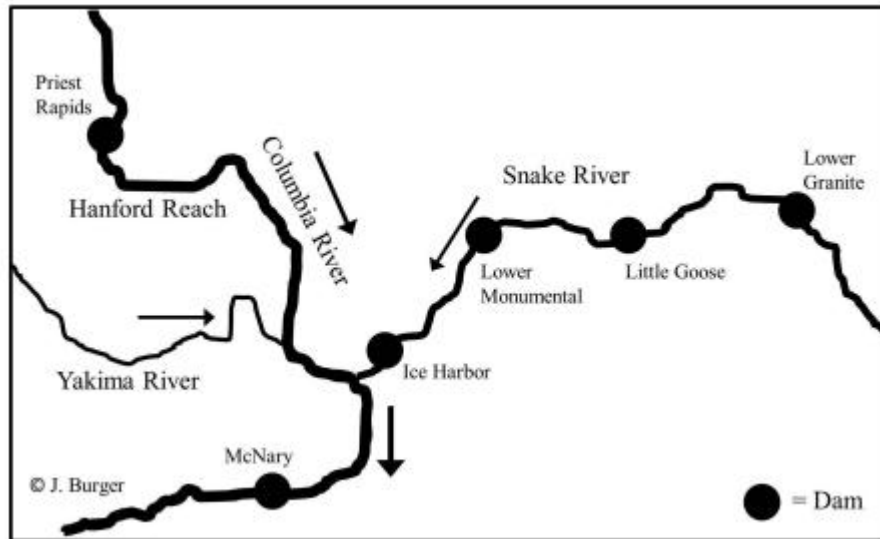 Priest
Rapids
Columbia River
Hanford Reach
Snake River
Lower
Granite
Lower
Monumental
Little Goose
Yakima River
Ice Harbor
McNary
© J. Burger
= Dam